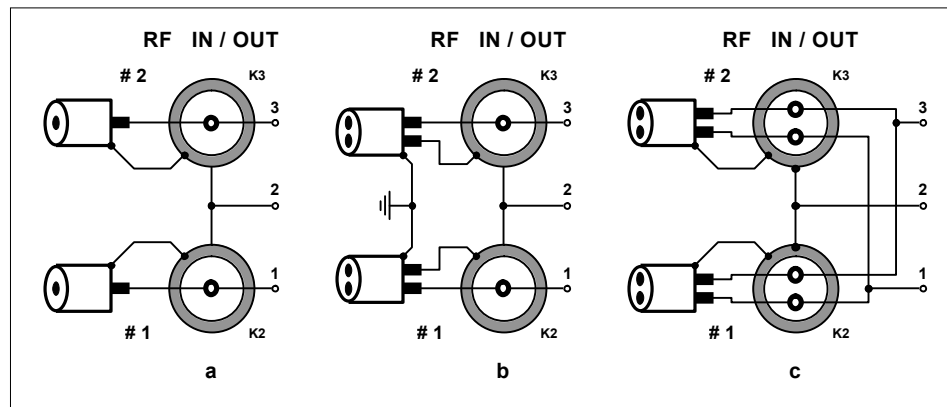 RF IN / OUT RF IN / OUT RF IN / OUT
# 2 K3 # 2 K3 # 2 K3
3 3 3
2 2 2
1 1 1
# 1 K2 # 1 K2 # 1 K2
a b c